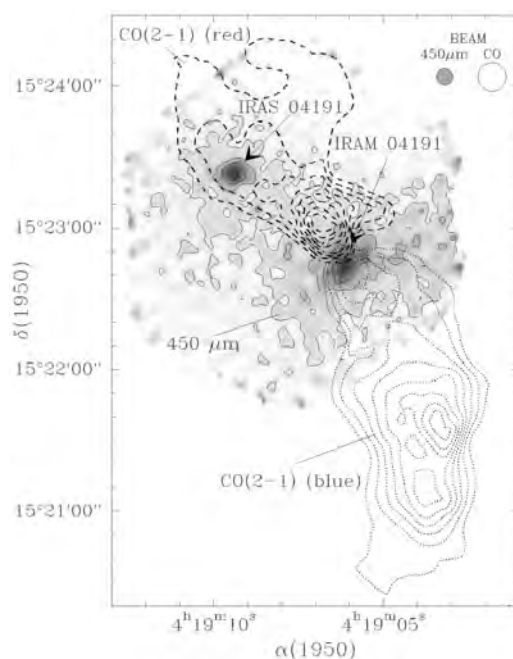 CO(2-1) (red)
BEAM
450μm CO
15°24'00"
IRAS 04191
IRAM 04191
15°23'00"
δ(1950)
450 μm
15°22'00"
CO(2-1) (blue)
15°21'00"
4ʰ19ᵐ10ˢ 4ʰ19ᵐ05ˢ
α(1950)